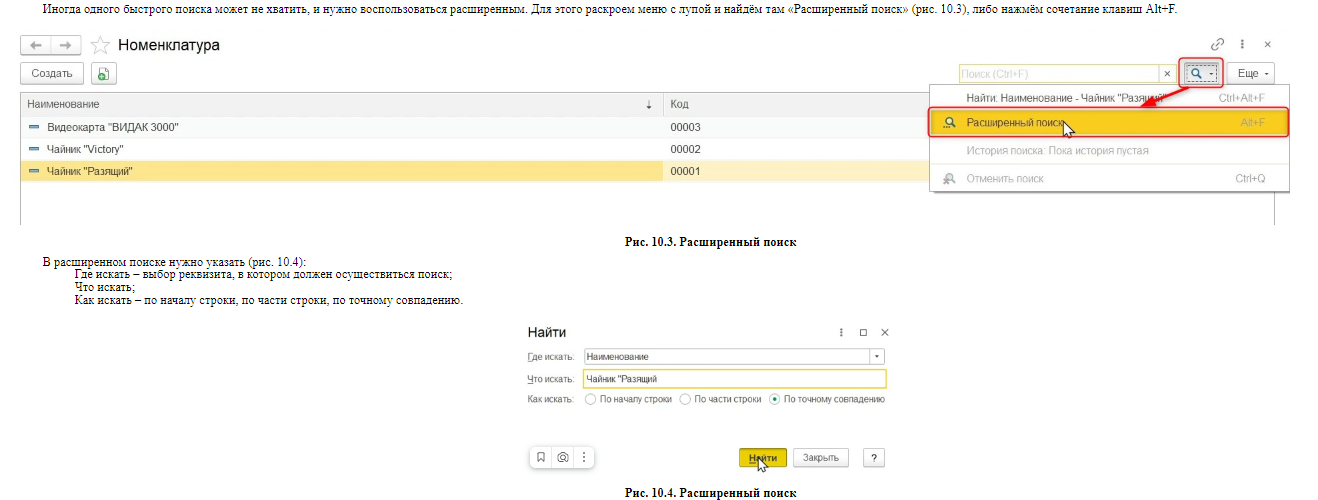 Иногда одного быстрого поиска может не хватить, и нужно воспользоваться расширенным. Для этого раскроем меню с лупой и найдём там «Расширенный поиск» (рис. 10.3), либо нажмём сочетание клавиш Alt+F.
Номенклатура
Создать
Поиск (Ctrl+F)
Еще
Наименование Код
Видеокарта "ВИДАК 3000" 00003
Чайник "Victory" 00002
Чайник "Разящий" 00001
Найти: Наименование - Чайник "Разящий" Ctrl+Alt+F
Расширенный поиск Alt+F
История поиска: Пока история пустая
Отменить поиск Ctrl+Q
Рис. 10.3. Расширенный поиск
В расширенном поиске нужно указать (рис. 10.4):
Где искать – выбор реквизита, в котором должен осуществиться поиск;
Что искать;
Как искать – по началу строки, по части строки, по точному совпадению.
Найти
Где искать: Наименование
Что искать: Чайник "Разящий
Как искать: По началу строки По части строки По точному совпадению
Найти Закрыть ?
Рис. 10.4. Расширенный поиск